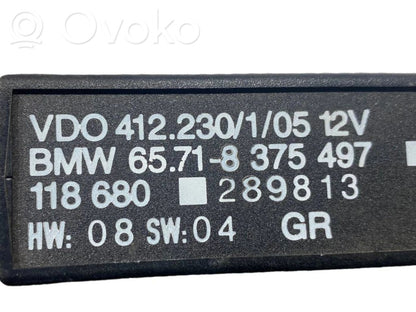 © Ovoko
VDO 412.230/1/05 12V
BMW 65.71-8 375 497
118 680 289813
HW: 08 SW: 04 GR